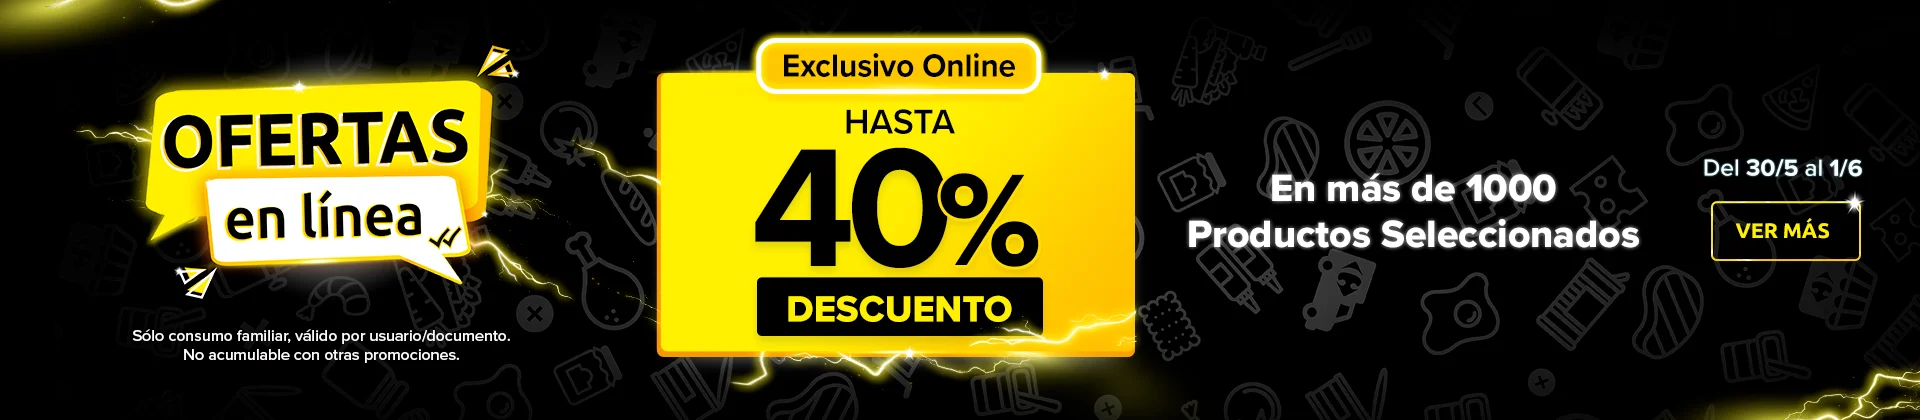 OFERTAS
en línea
Sólo consumo familiar, válido por usuario/documento.
No acumulable con otras promociones.
Exclusivo Online
HASTA
40%
DESCUENTO
En más de 1000
Productos Seleccionados
Del 30/5 al 1/6
VER MÁS